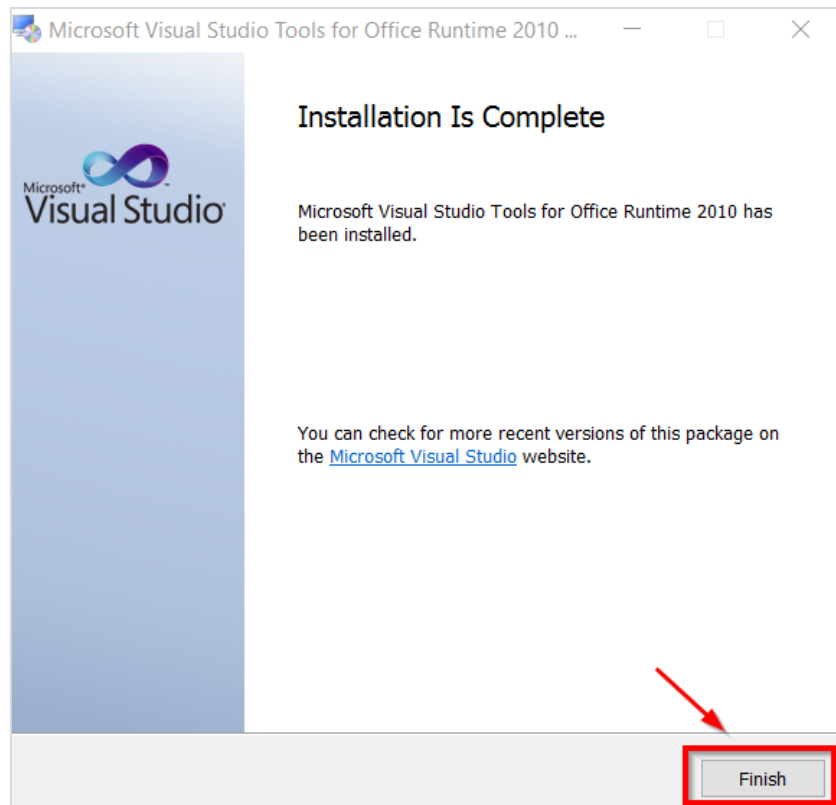 Microsoft Visual Studio Tools for Office Runtime 2010 ...
Installation Is Complete
Microsoft®
Visual Studio®
Microsoft Visual Studio Tools for Office Runtime 2010 has
been installed.
You can check for more recent versions of this package on
the Microsoft Visual Studio website.
Finish